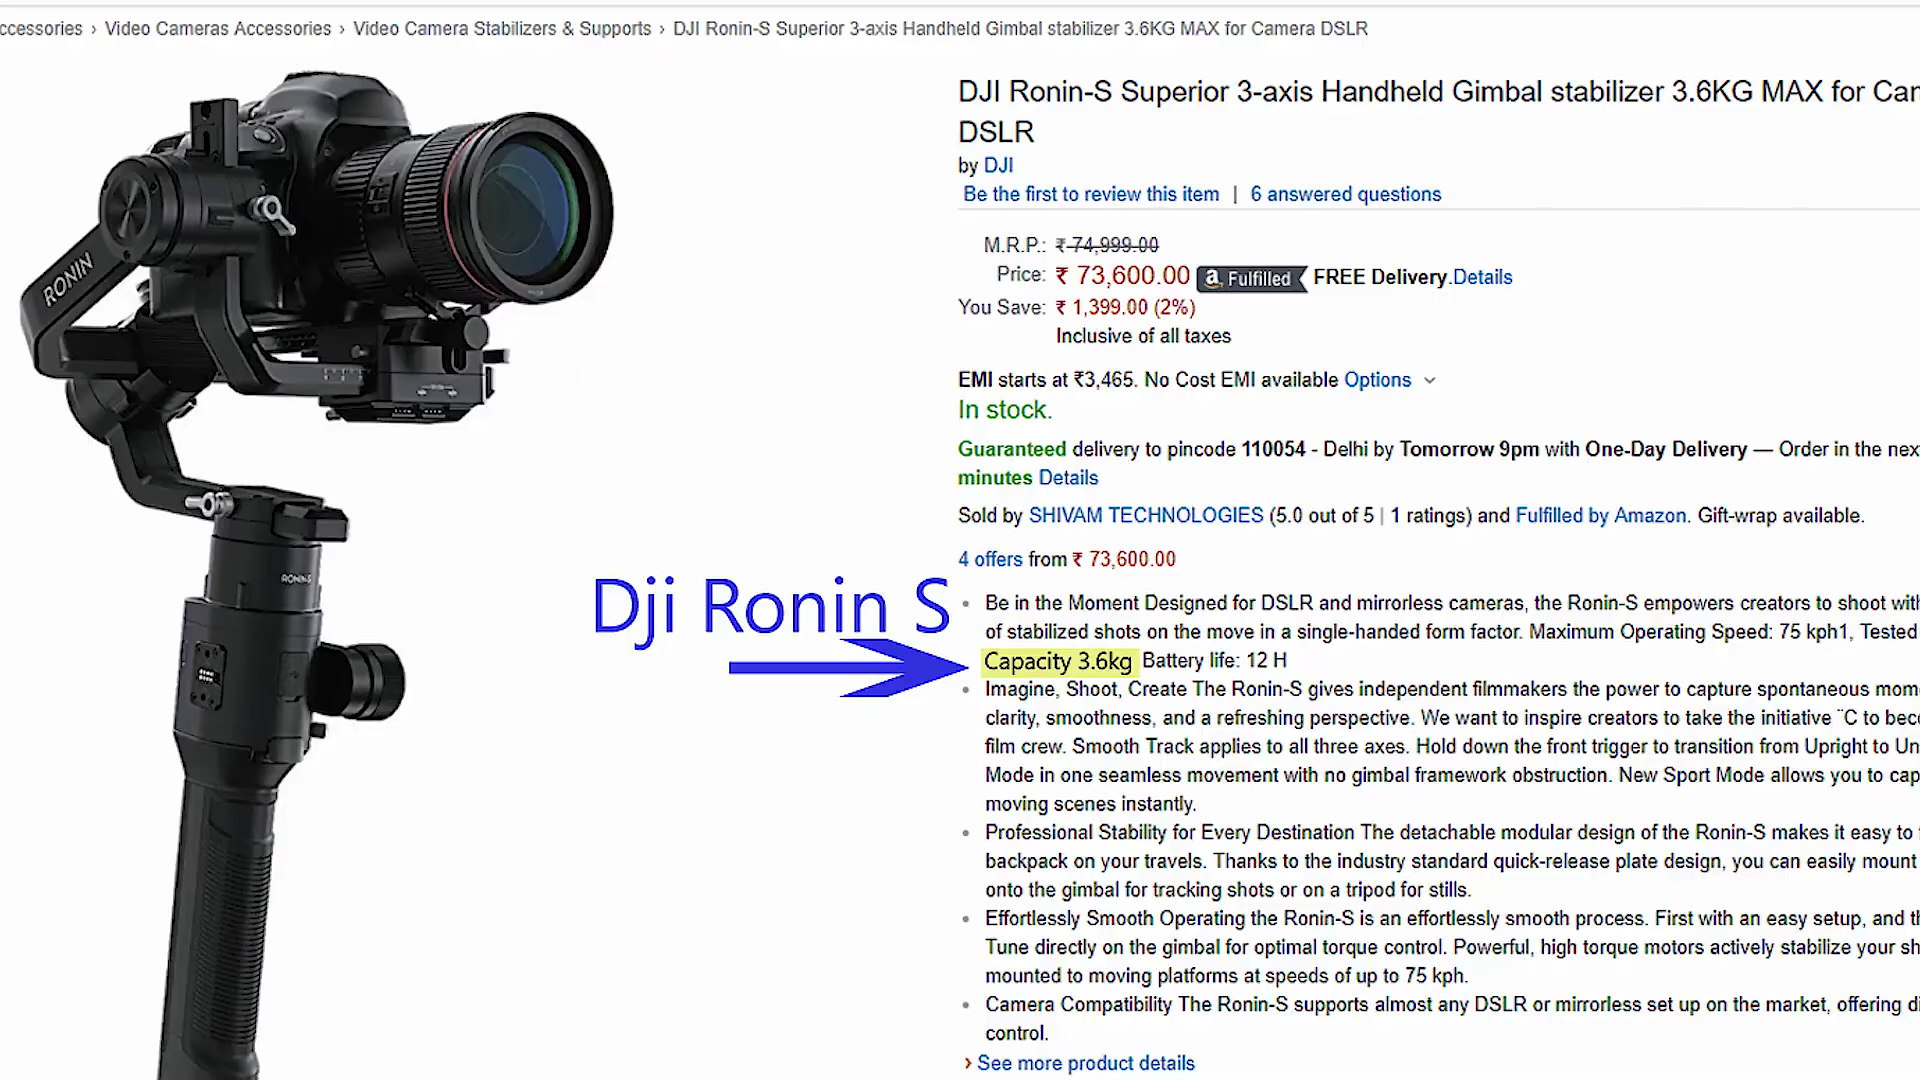 ccessories › Video Cameras Accessories › Video Camera Stabilizers & Supports › DJI Ronin-S Superior 3-axis Handheld Gimbal stabilizer 3.6KG MAX for Camera DSLR
DJI Ronin-S Superior 3-axis Handheld Gimbal stabilizer 3.6KG MAX for Can
DSLR
by DJI
Be the first to review this item | 6 answered questions
M.R.P.: ₹ 74,999.00
Price: ₹ 73,600.00 a Fulfilled FREE Delivery.Details
You Save: ₹ 1,399.00 (2%)
Inclusive of all taxes
EMI starts at ₹3,465. No Cost EMI available Options
In stock.
Guaranteed delivery to pincode 110054 - Delhi by Tomorrow 9pm with One-Day Delivery — Order in the nex
minutes Details
Sold by SHIVAM TECHNOLOGIES (5.0 out of 5 | 1 ratings) and Fulfilled by Amazon. Gift-wrap available.
4 offers from ₹ 73,600.00
Be in the Moment Designed for DSLR and mirrorless cameras, the Ronin-S empowers creators to shoot with
of stabilized shots on the move in a single-handed form factor. Maximum Operating Speed: 75 kph1, Tested
Capacity 3.6kg Battery life: 12 H
Imagine, Shoot, Create The Ronin-S gives independent filmmakers the power to capture spontaneous mom
clarity, smoothness, and a refreshing perspective. We want to inspire creators to take the initiative ¨C to bec
film crew. Smooth Track applies to all three axes. Hold down the front trigger to transition from Upright to Un
Mode in one seamless movement with no gimbal framework obstruction. New Sport Mode allows you to cap
moving scenes instantly.
Professional Stability for Every Destination The detachable modular design of the Ronin-S makes it easy to
backpack on your travels. Thanks to the industry standard quick-release plate design, you can easily mount
onto the gimbal for tracking shots or on a tripod for stills.
Effortlessly Smooth Operating the Ronin-S is an effortlessly smooth process. First with an easy setup, and th
Tune directly on the gimbal for optimal torque control. Powerful, high torque motors actively stabilize your sh
mounted to moving platforms at speeds of up to 75 kph.
Camera Compatibility The Ronin-S supports almost any DSLR or mirrorless set up on the market, offering di
control.
› See more product details
Dji Ronin S
RONIN
RONIN-S